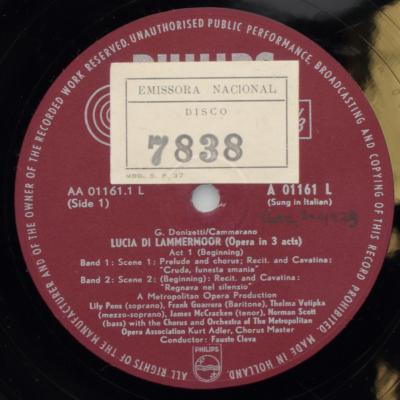 ALL RIGHTS OF THE MANUFACTURER AND OF THE OWNER OF THE RECORDED WORK RESERVED. UNAUTHORISED PUBLIC PERFORMANCE, BROADCASTING AND COPYING OF THIS RECORD PROHIBITED. MADE IN HOLLAND.
PHILIPS
EMISSORA NACIONAL
DISCO
7838
MOD. S. P. 37
AA 01161.1 L
(Side 1)
A 01161 L
(Sung in Italian)
G. Donizetti/Cammarano
LUCIA DI LAMMERMOOR (Opera in 3 acts)
Act 1 (Beginning)
Band 1: Scene 1: Prelude and chorus; Recit. and Cavatina:
"Cruda, funesta smania"
Band 2: Scene 2: (Beginning): Recit. and Cavatina:
"Regnava nel silenzio"
A Metropolitan Opera Production
Lily Pons (soprano), Frank Guarrera (Baritone), Thelma Votipka
(mezzo-soprano), James McCracken (tenor), Norman Scott
(bass) with the Chorus and Orchestra of The Metropolitan
Opera Association Kurt Adler, Chorus Master
Conductor: Fausto Cleva
PHILIPS